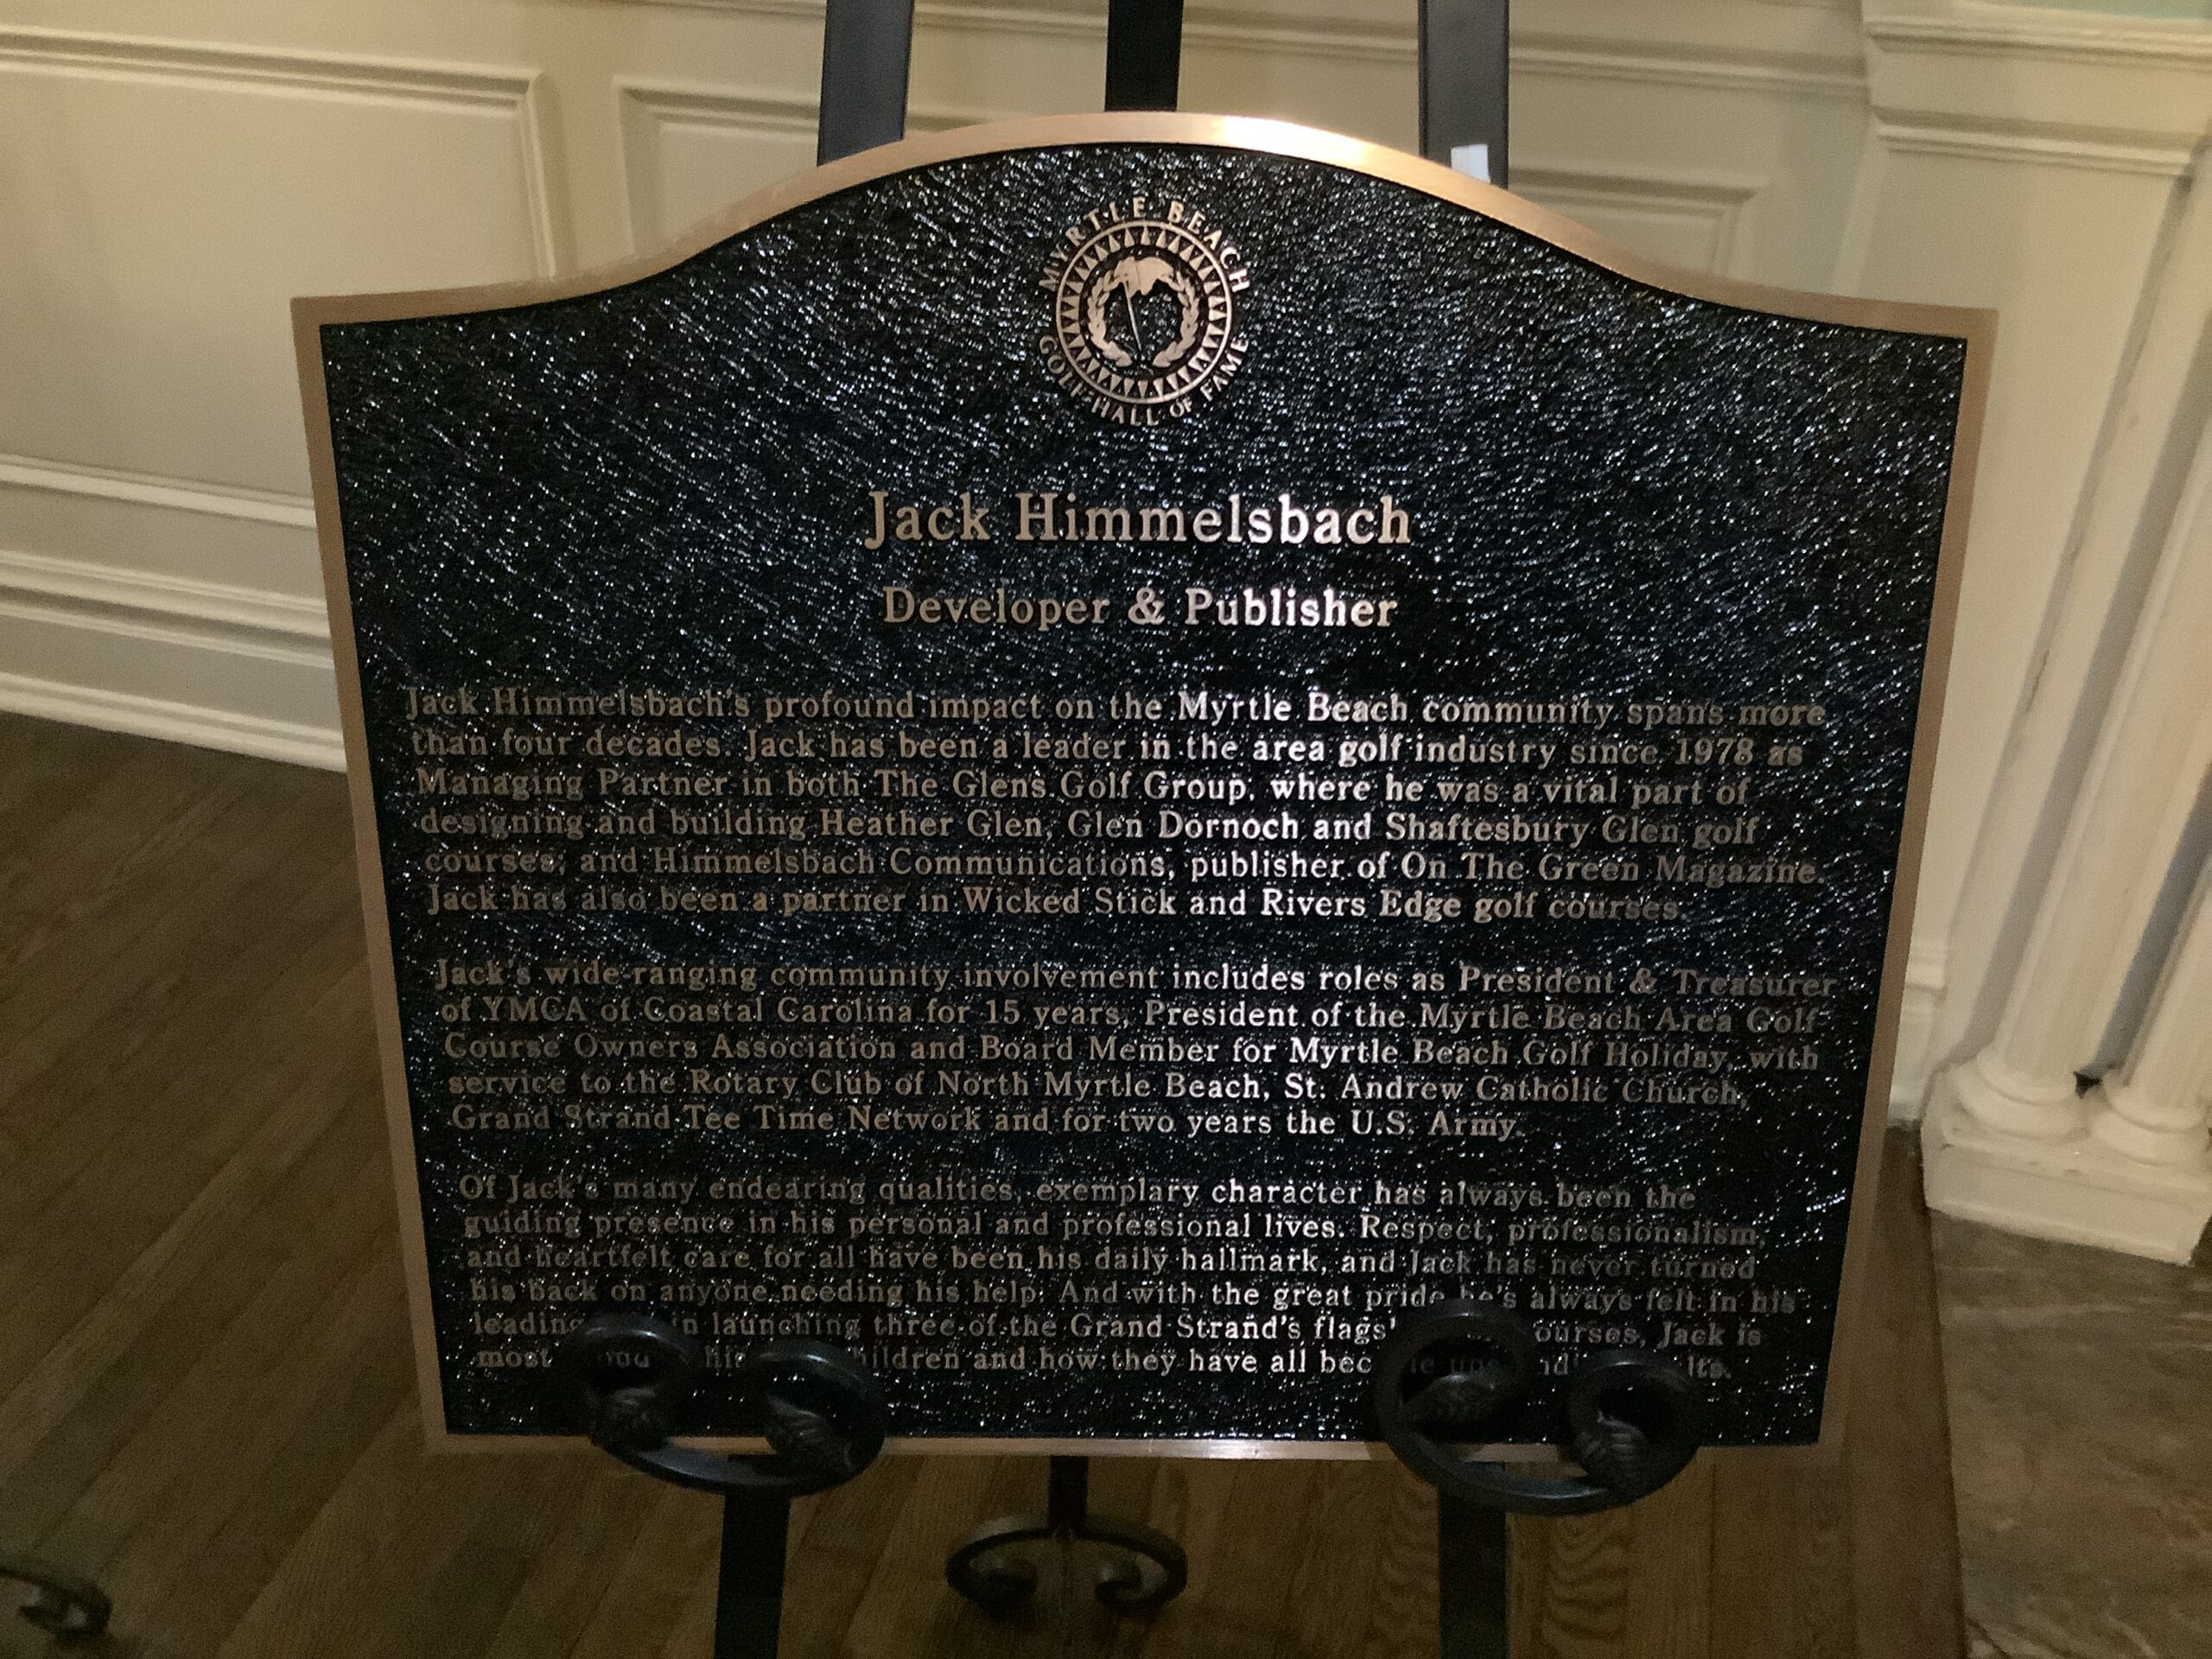 MYRTLE BEACH
GOLF HALL OF FAME
Jack Himmelsbach
Developer & Publisher
Jack Himmelsbach's profound impact on the Myrtle Beach community spans more
than four decades. Jack has been a leader in the area golf industry since 1978 as
Managing Partner in both The Glens Golf Group, where he was a vital part of
designing and building Heather Glen, Glen Dornoch and Shaftesbury Glen golf
courses; and Himmelsbach Communications, publisher of On The Green Magazine.
Jack has also been a partner in Wicked Stick and Rivers Edge golf courses.
Jack's wide-ranging community involvement includes roles as President & Treasurer
of YMCA of Coastal Carolina for 15 years, President of the Myrtle Beach Area Golf
Course Owners Association and Board Member for Myrtle Beach Golf Holiday, with
service to the Rotary Club of North Myrtle Beach, St. Andrew Catholic Church,
Grand Strand Tee Time Network and for two years the U.S. Army.
Of Jack's many endearing qualities, exemplary character has always been the
guiding presence in his personal and professional lives. Respect, professionalism,
and heartfelt care for all have been his daily hallmark, and Jack has never turned
his back on anyone needing his help. And with the great pride he's always felt in his
leading in launching three of the Grand Strand's courses, Jack is
most and how they have all